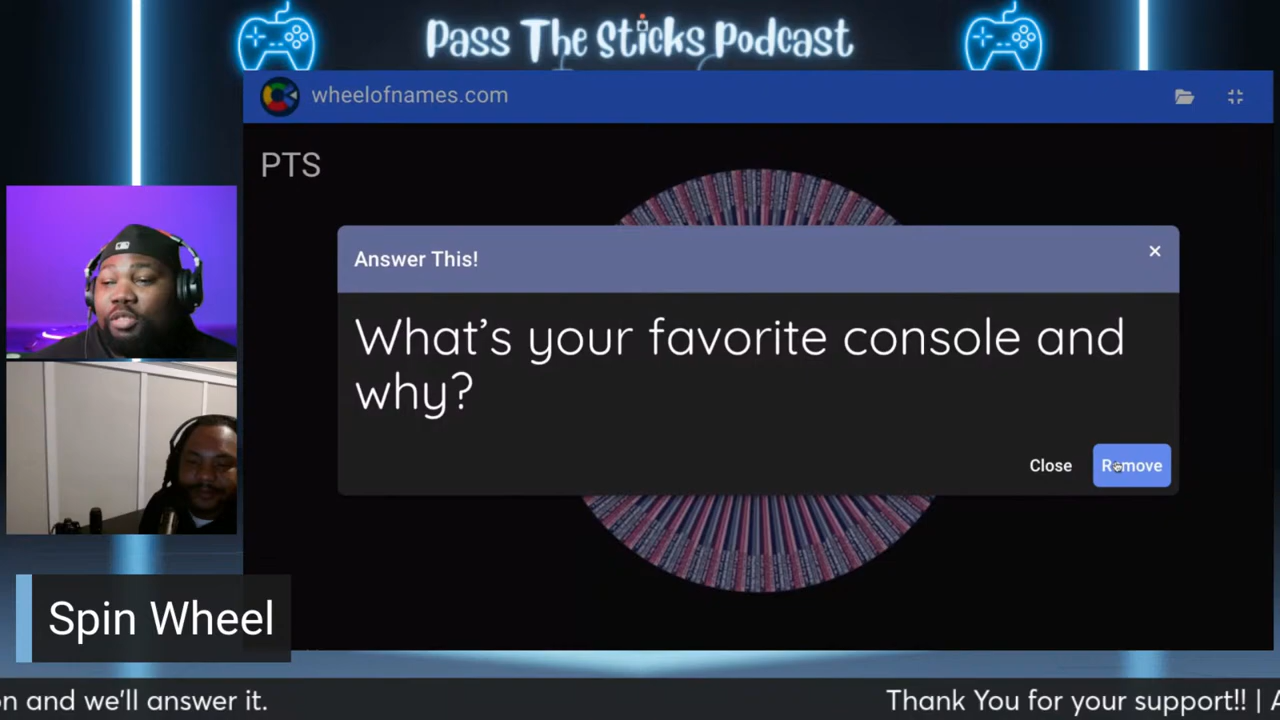 Pass The Sticks Podcast
wheelofnames.com
PTS
Answer This!
What's your favorite console and
why?
Close
Remove
Spin Wheel
n and we'll answer it.
Thank You for your support!! |